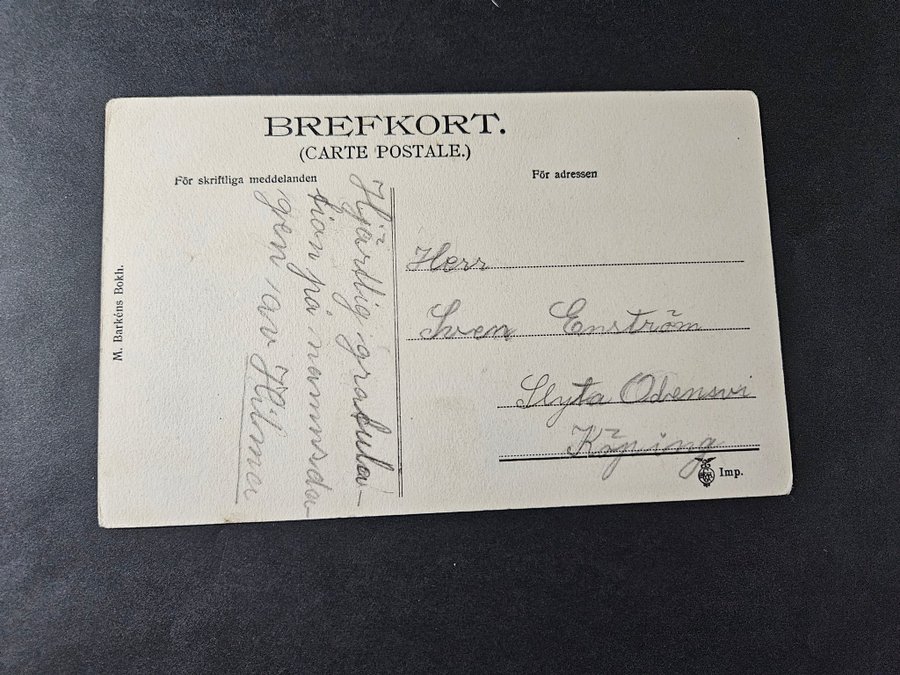 BREFKORT.
(CARTE POSTALE.)
För skriftliga meddelanden
För adressen
M. Barkéns Bokh.
Hjärtlig gratula-
tion på namnsda-
gen av Hilma
Herr
Sven Enström
Slyta Odensvi
Köping
Imp.